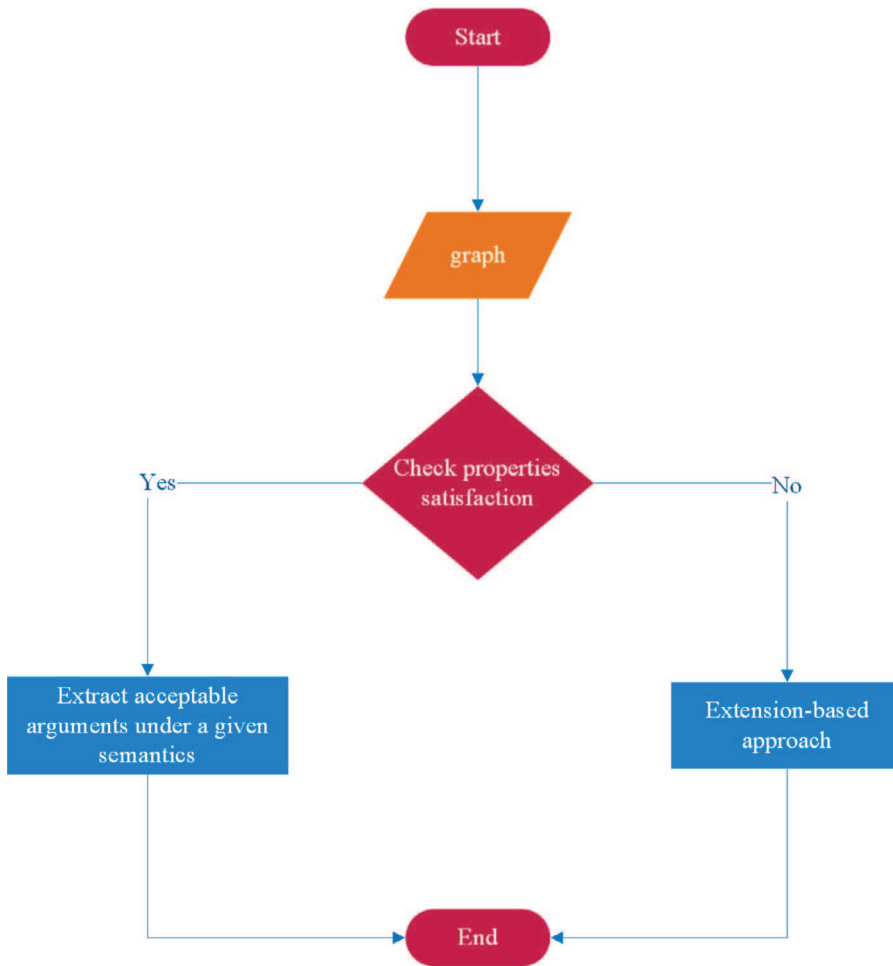 Start
graph
Check properties
satisfaction
Yes
No
Extract acceptable
arguments under a given
semantics
Extension-based
approach
End